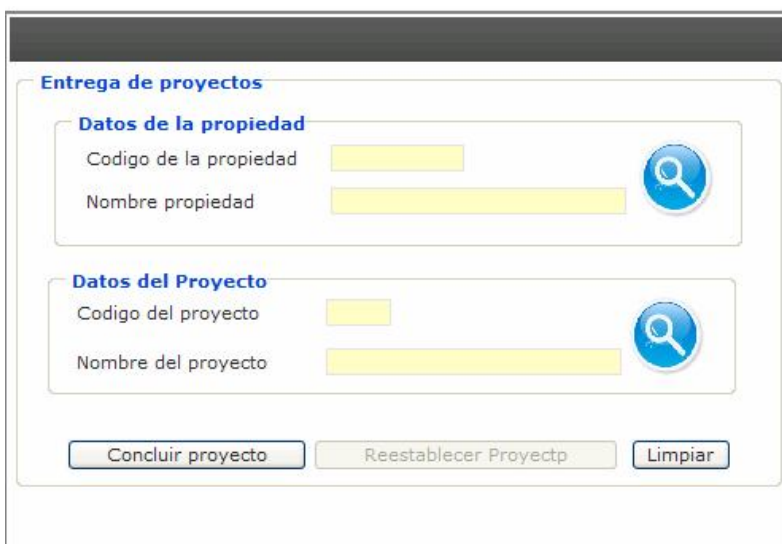 Entrega de proyectos
Datos de la propiedad
Codigo de la propiedad
Nombre propiedad
Datos del Proyecto
Codigo del proyecto
Nombre del proyecto
Concluir proyecto Reestablecer Proyectp Limpiar